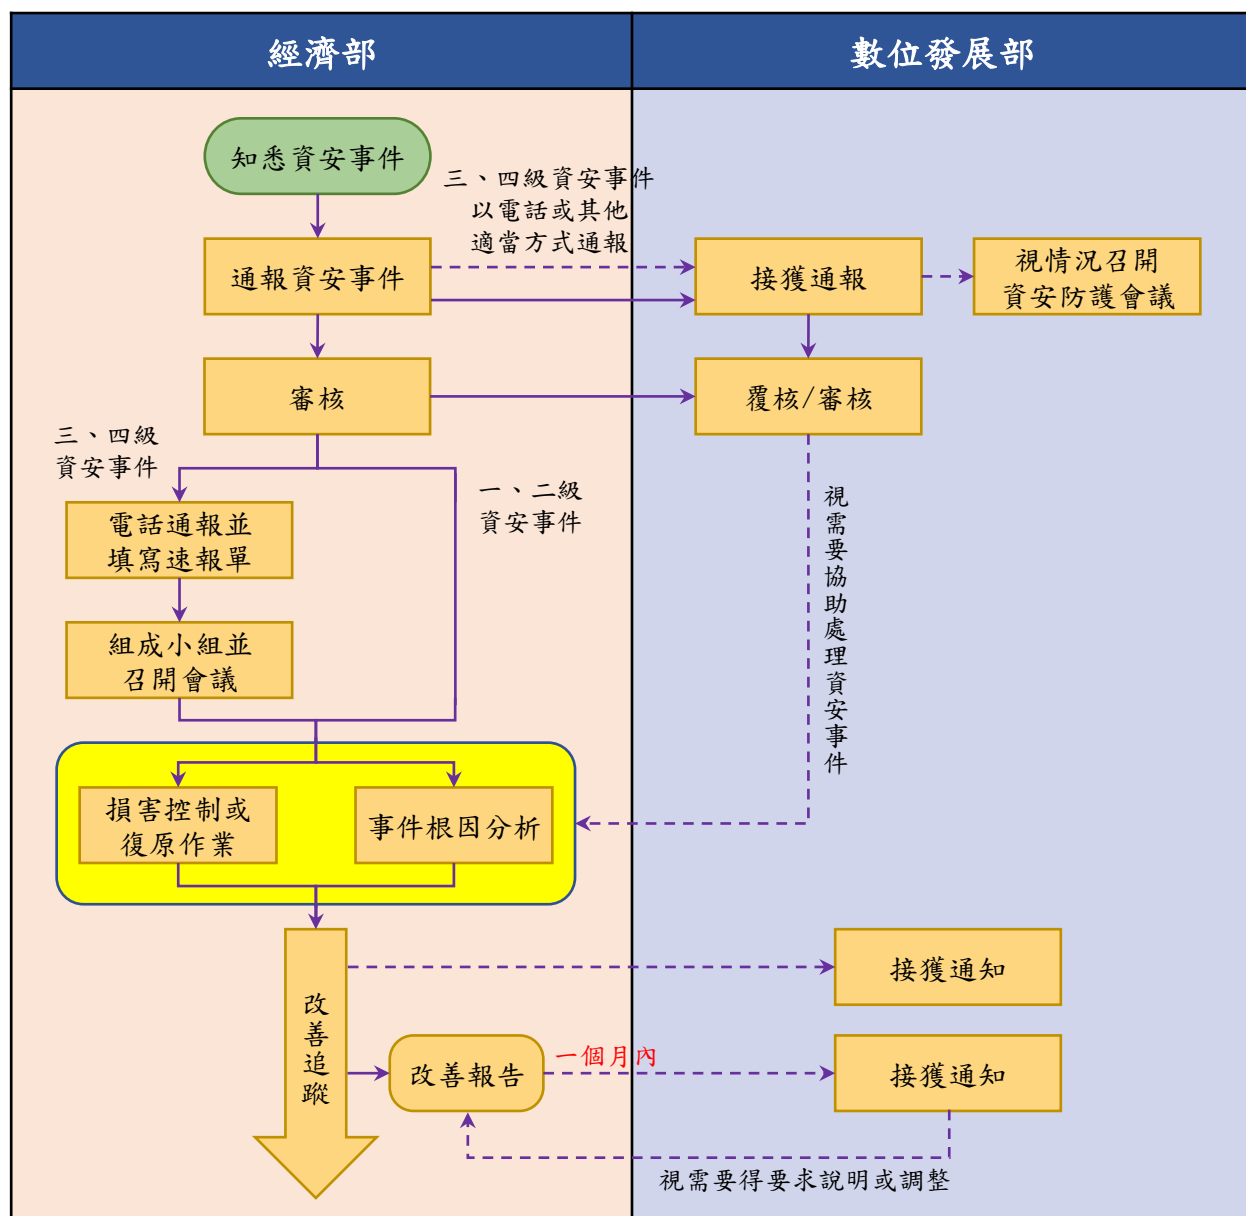 經濟部
數位發展部
知悉資安事件
三、四級資安事件
以電話或其他
適當方式通報
通報資安事件
接獲通報
視情況召開
資安防護會議
審核
覆核/審核
三、四級
資安事件
一、二級
資安事件
電話通報並
填寫速報單
組成小組並
召開會議
視需要協助處理資安事件
損害控制或
復原作業
事件根因分析
改善追蹤
接獲通知
改善報告
一個月內
接獲通知
視需要得要求說明或調整